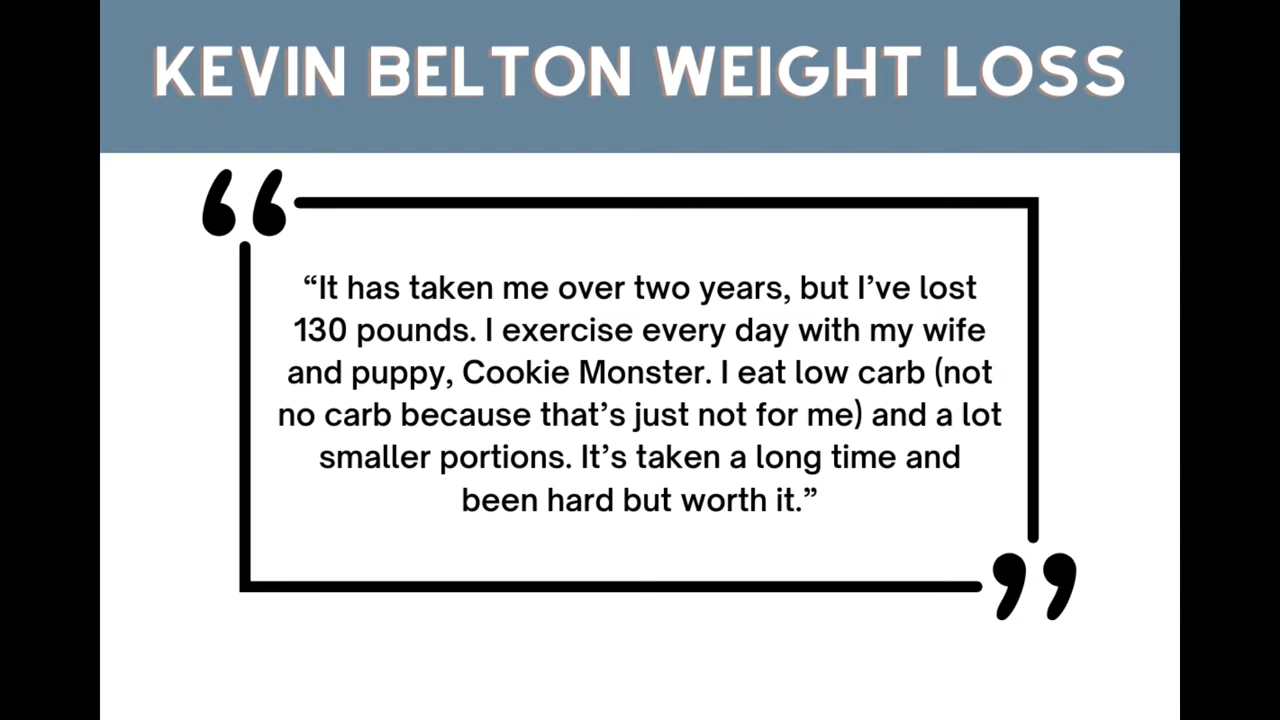 KEVIN BELTON WEIGHT LOSS
“It has taken me over two years, but I’ve lost
130 pounds. I exercise every day with my wife
and puppy, Cookie Monster. I eat low carb (not
no carb because that’s just not for me) and a lot
smaller portions. It’s taken a long time and
been hard but worth it.”